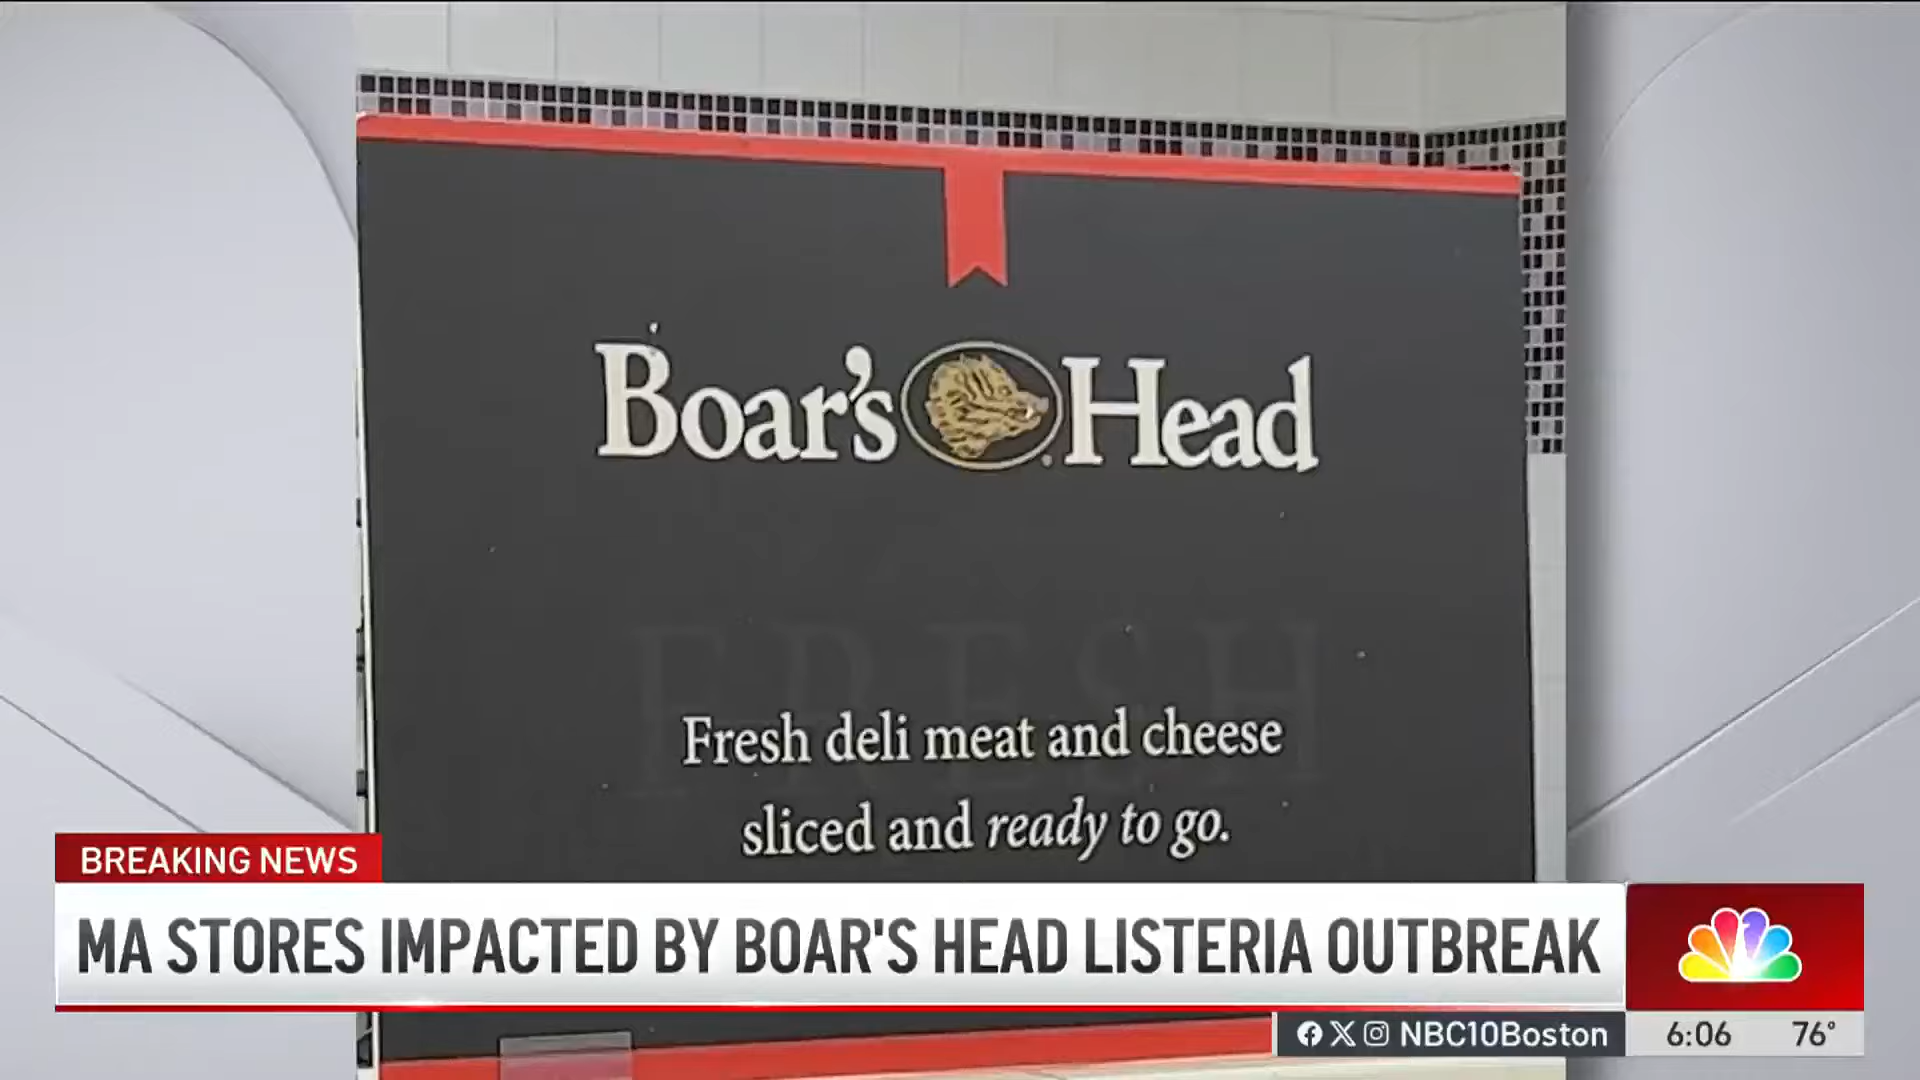 Boar's Head
FRESH
Fresh deli meat and cheese
sliced and ready to go.
BREAKING NEWS
MA STORES IMPACTED BY BOAR'S HEAD LISTERIA OUTBREAK
NBC10Boston
6:06 76°